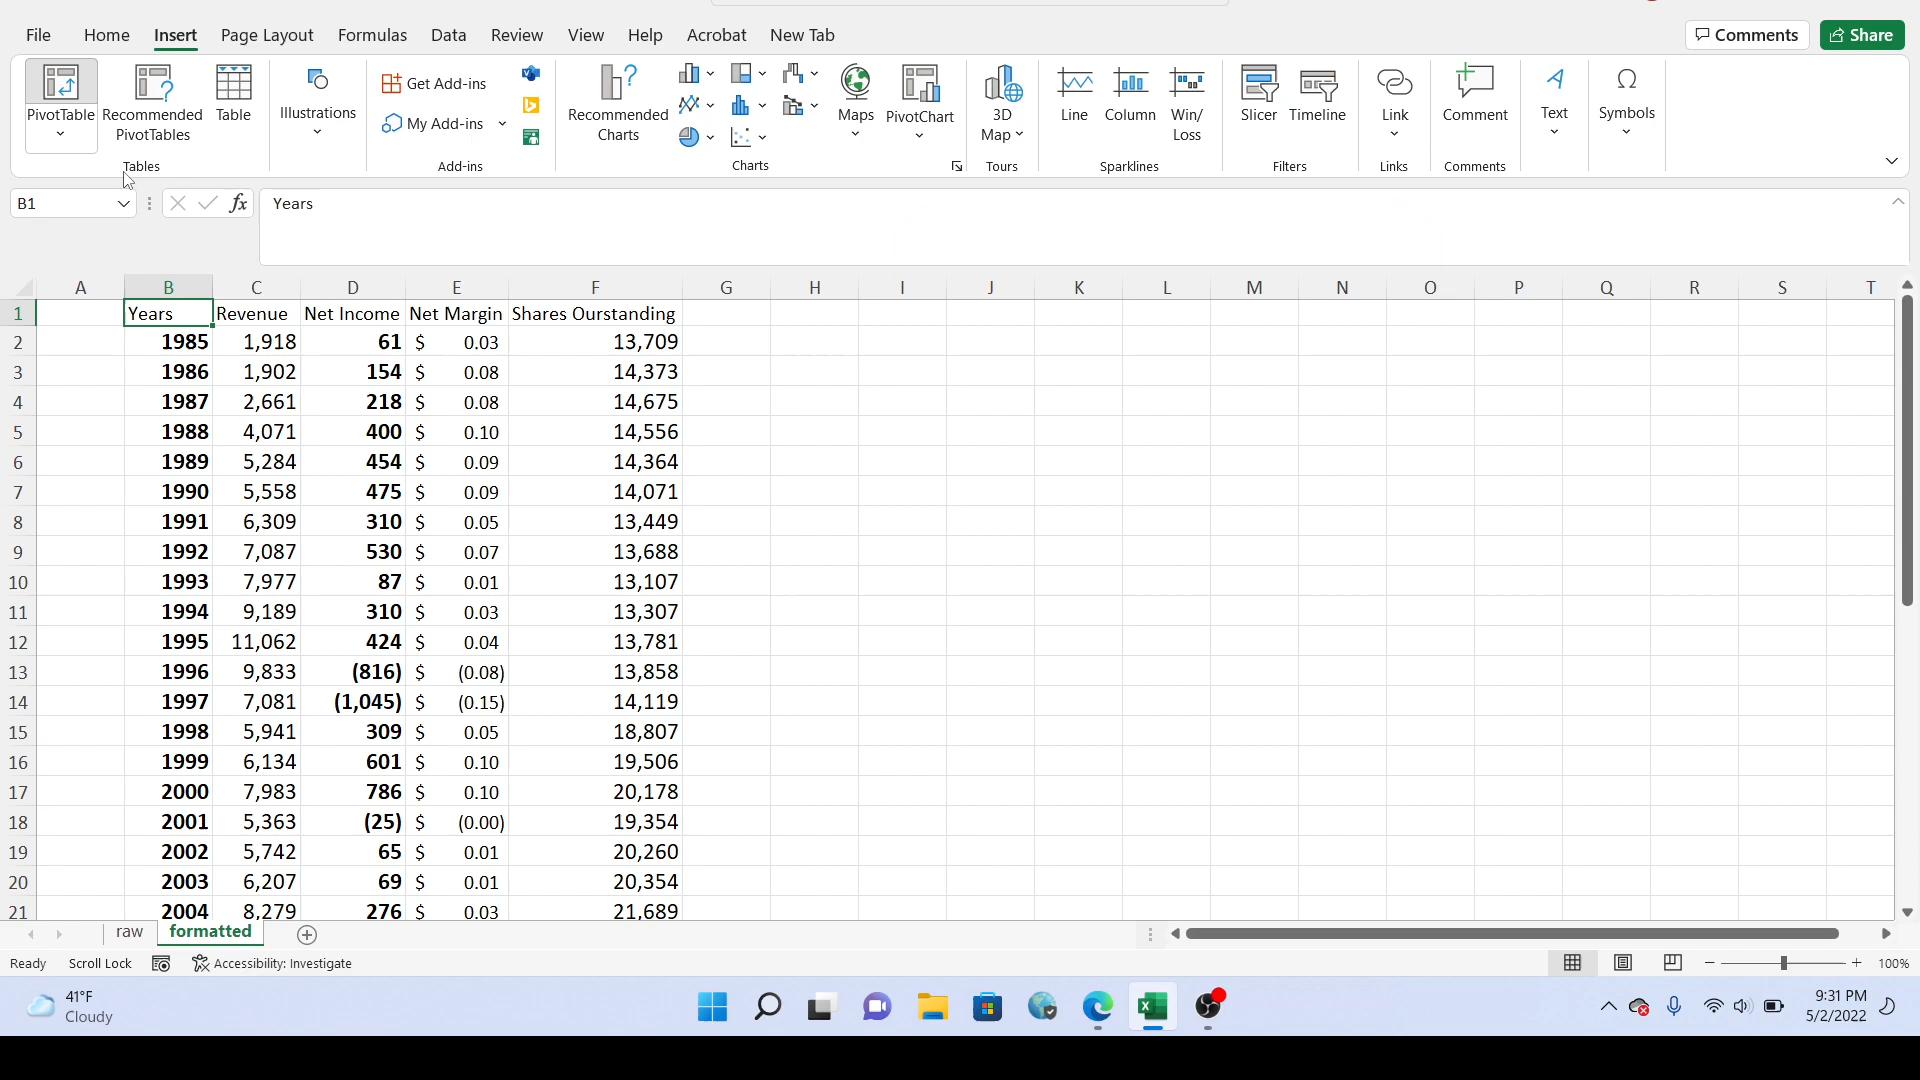 File Home Insert Page Layout Formulas Data Review View Help Acrobat New Tab Comments Share
PivotTable Recommended PivotTables Table
Tables
Illustrations
Get Add-ins
My Add-ins
Add-ins
Recommended Charts
Maps PivotChart
Charts
3D Map
Tours
Line Column Win/ Loss
Sparklines
Slicer Timeline
Filters
Link
Links
Comment
Comments
Text
Symbols
B1 fx Years
A B C D E F G H I J K L M N O P Q R S T
1 Years Revenue Net Income Net Margin Shares Ourstanding
2 1985 1,918 61 $ 0.03 13,709
3 1986 1,902 154 $ 0.08 14,373
4 1987 2,661 218 $ 0.08 14,675
5 1988 4,071 400 $ 0.10 14,556
6 1989 5,284 454 $ 0.09 14,364
7 1990 5,558 475 $ 0.09 14,071
8 1991 6,309 310 $ 0.05 13,449
9 1992 7,087 530 $ 0.07 13,688
10 1993 7,977 87 $ 0.01 13,107
11 1994 9,189 310 $ 0.03 13,307
12 1995 11,062 424 $ 0.04 13,781
13 1996 9,833 (816) $ (0.08) 13,858
14 1997 7,081 (1,045) $ (0.15) 14,119
15 1998 5,941 309 $ 0.05 18,807
16 1999 6,134 601 $ 0.10 19,506
17 2000 7,983 786 $ 0.10 20,178
18 2001 5,363 (25) $ (0.00) 19,354
19 2002 5,742 65 $ 0.01 20,260
20 2003 6,207 69 $ 0.01 20,354
21 2004 8,279 276 $ 0.03 21,689
raw formatted
Ready Scroll Lock Accessibility: Investigate 100%
41°F
Cloudy
9:31 PM
5/2/2022